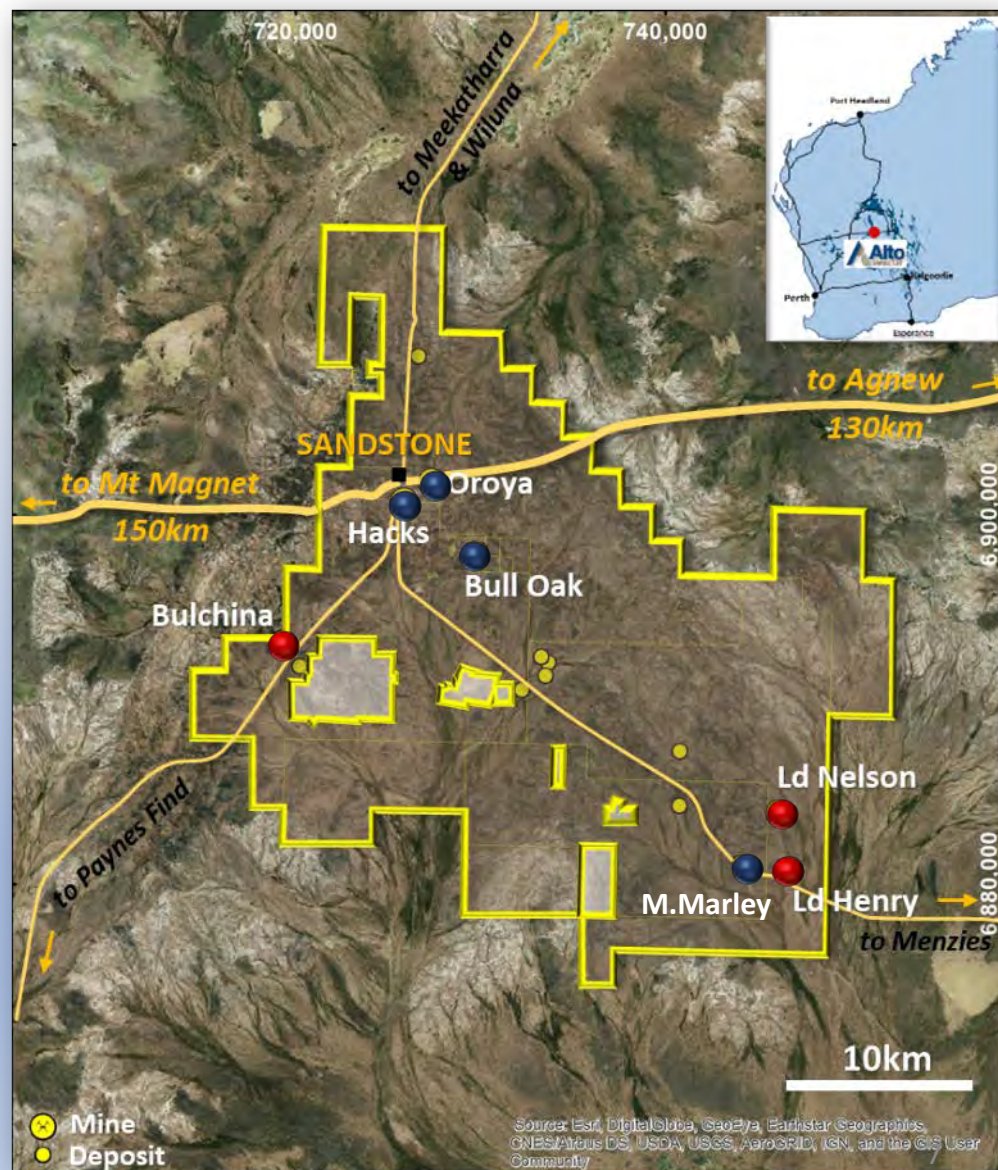 720,000
740,000
to Meekatharra
& Wiluna
Port Headland
Alto
Kalgoorlie
Perth
Esperance
to Agnew
130km
SANDSTONE
to Mt Magnet
150km
Oroya
Hacks
6,900,000
Bull Oak
Bulchina
Ld Nelson
to Paynes Find
M.Marley
Ld Henry
6,880,000
to Menzies
10km
Mine
Deposit
Source: Esri, DigitalGlobe, GeoEye, Earthstar Geographics,
CNES/Airbus DS, USDA, USGS, AeroGRID, IGN, and the GIS User
Community
7